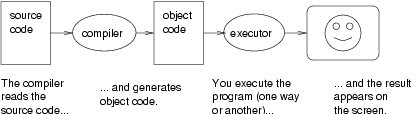 source
code
compiler
object
code
executor
The compiler
reads the
source code...
... and generates
object code.
You execute the
program (one way
or another)...
... and the result
appears on
the screen.